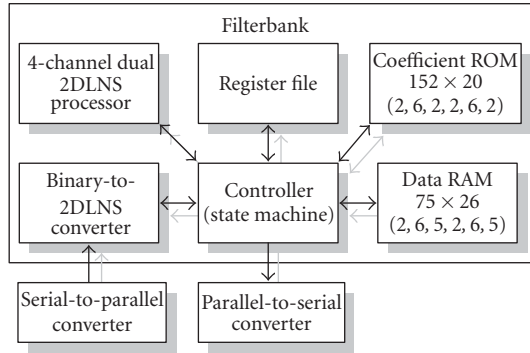 Filterbank
4-channel dual
2DLNS
processor
Register file
Coefficient ROM
152 × 20
(2, 6, 2, 2, 6, 2)
Binary-to-
2DLNS
converter
Controller
(state machine)
Data RAM
75 × 26
(2, 6, 5, 2, 6, 5)
Serial-to-parallel
converter
Parallel-to-serial
converter